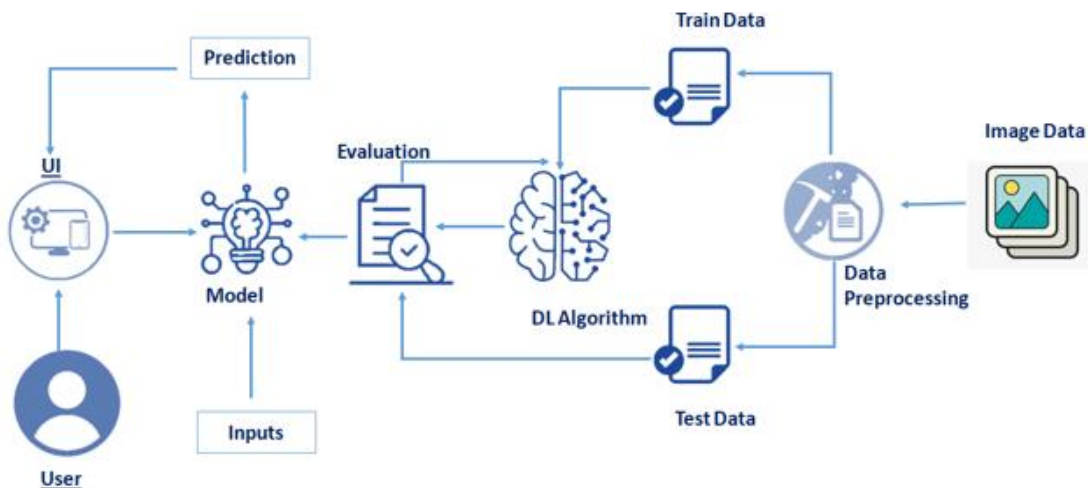 Train Data
Prediction
Image Data
Evaluation
UI
Data
Preprocessing
Model
DL Algorithm
Test Data
Inputs
User